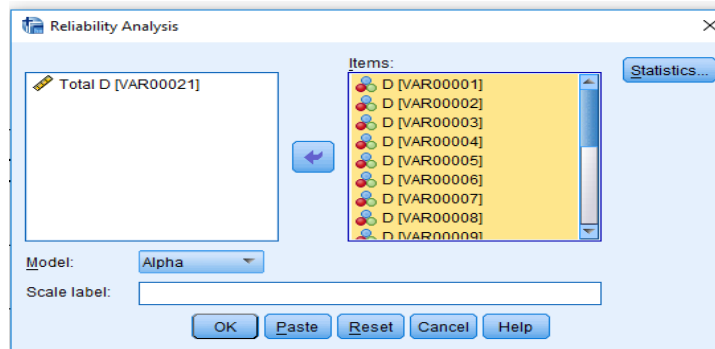 Reliability Analysis
Items:
Total D [VAR00021]
D [VAR00001]
D [VAR00002]
D [VAR00003]
D [VAR00004]
D [VAR00005]
D [VAR00006]
D [VAR00007]
D [VAR00008]
D [VAR00009]
Statistics...
Model: Alpha
Scale label:
OK Paste Reset Cancel Help